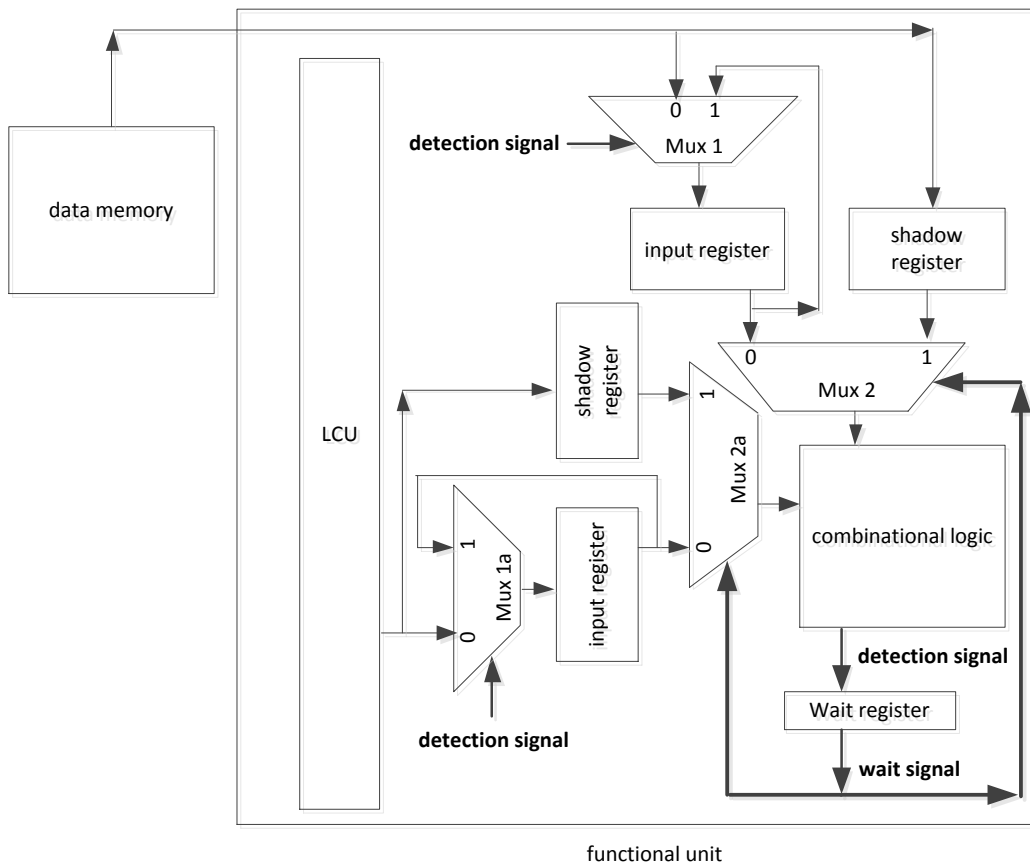 0 1
detection signal
Mux 1
data memory
input register
shadow
register
0 1
Mux 2
shadow
register
1
Mux 2a
0
LCU
combinational logic
1
Mux 1a
0
input register
detection signal
Wait register
detection signal
wait signal
functional unit